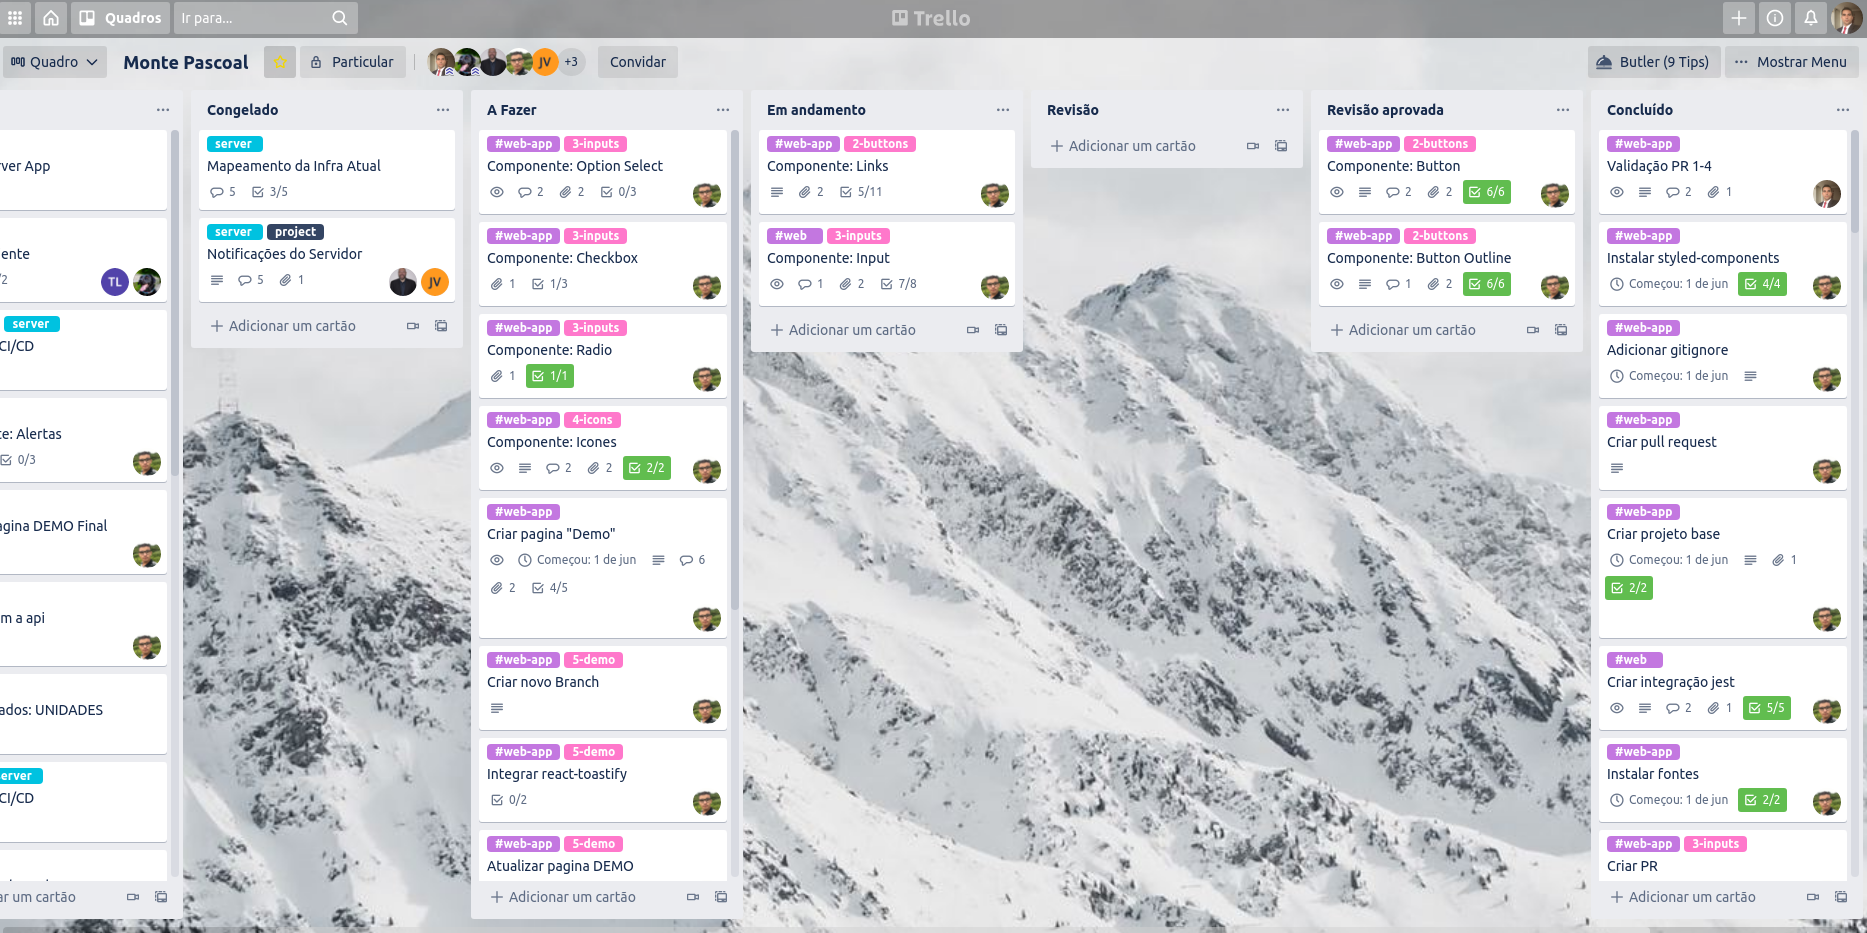 Quadros
Ir para...
Trello
Quadro
Monte Pascoal
Particular
JV
+3
Convidar
Butler (9 Tips)
Mostrar Menu
ver App
ente
/2
TL
server
CI/CD
te: Alertas
0/3
agina DEMO Final
m a api
ados: UNIDADES
erver
CI/CD
ar um cartão
Congelado
server
Mapeamento da Infra Atual
5 3/5
server project
Notificações do Servidor
5 1
JV
Adicionar um cartão
A Fazer
#web-app 3-inputs
Componente: Option Select
2 2 0/3
#web-app 3-inputs
Componente: Checkbox
1 1/3
#web-app 3-inputs
Componente: Radio
1 1/1
#web-app 4-icons
Componente: Icones
2 2 2/2
#web-app
Criar pagina "Demo"
Começou: 1 de jun 6
2 4/5
#web-app 5-demo
Criar novo Branch
#web-app 5-demo
Integrar react-toastify
0/2
#web-app 5-demo
Atualizar pagina DEMO
Adicionar um cartão
Em andamento
#web-app 2-buttons
Componente: Links
2 5/11
#web 3-inputs
Componente: Input
1 2 7/8
Adicionar um cartão
Revisão
Adicionar um cartão
Revisão aprovada
#web-app 2-buttons
Componente: Button
2 2 6/6
#web-app 2-buttons
Componente: Button Outline
1 2 6/6
Adicionar um cartão
Concluído
#web-app
Validação PR 1-4
2 1
#web-app
Instalar styled-components
Começou: 1 de jun 4/4
#web-app
Adicionar gitignore
Começou: 1 de jun
#web-app
Criar pull request
#web-app
Criar projeto base
Começou: 1 de jun 1
2/2
#web
Criar integração jest
2 1 5/5
#web-app
Instalar fontes
Começou: 1 de jun 2/2
#web-app 3-inputs
Criar PR
Adicionar um cartão